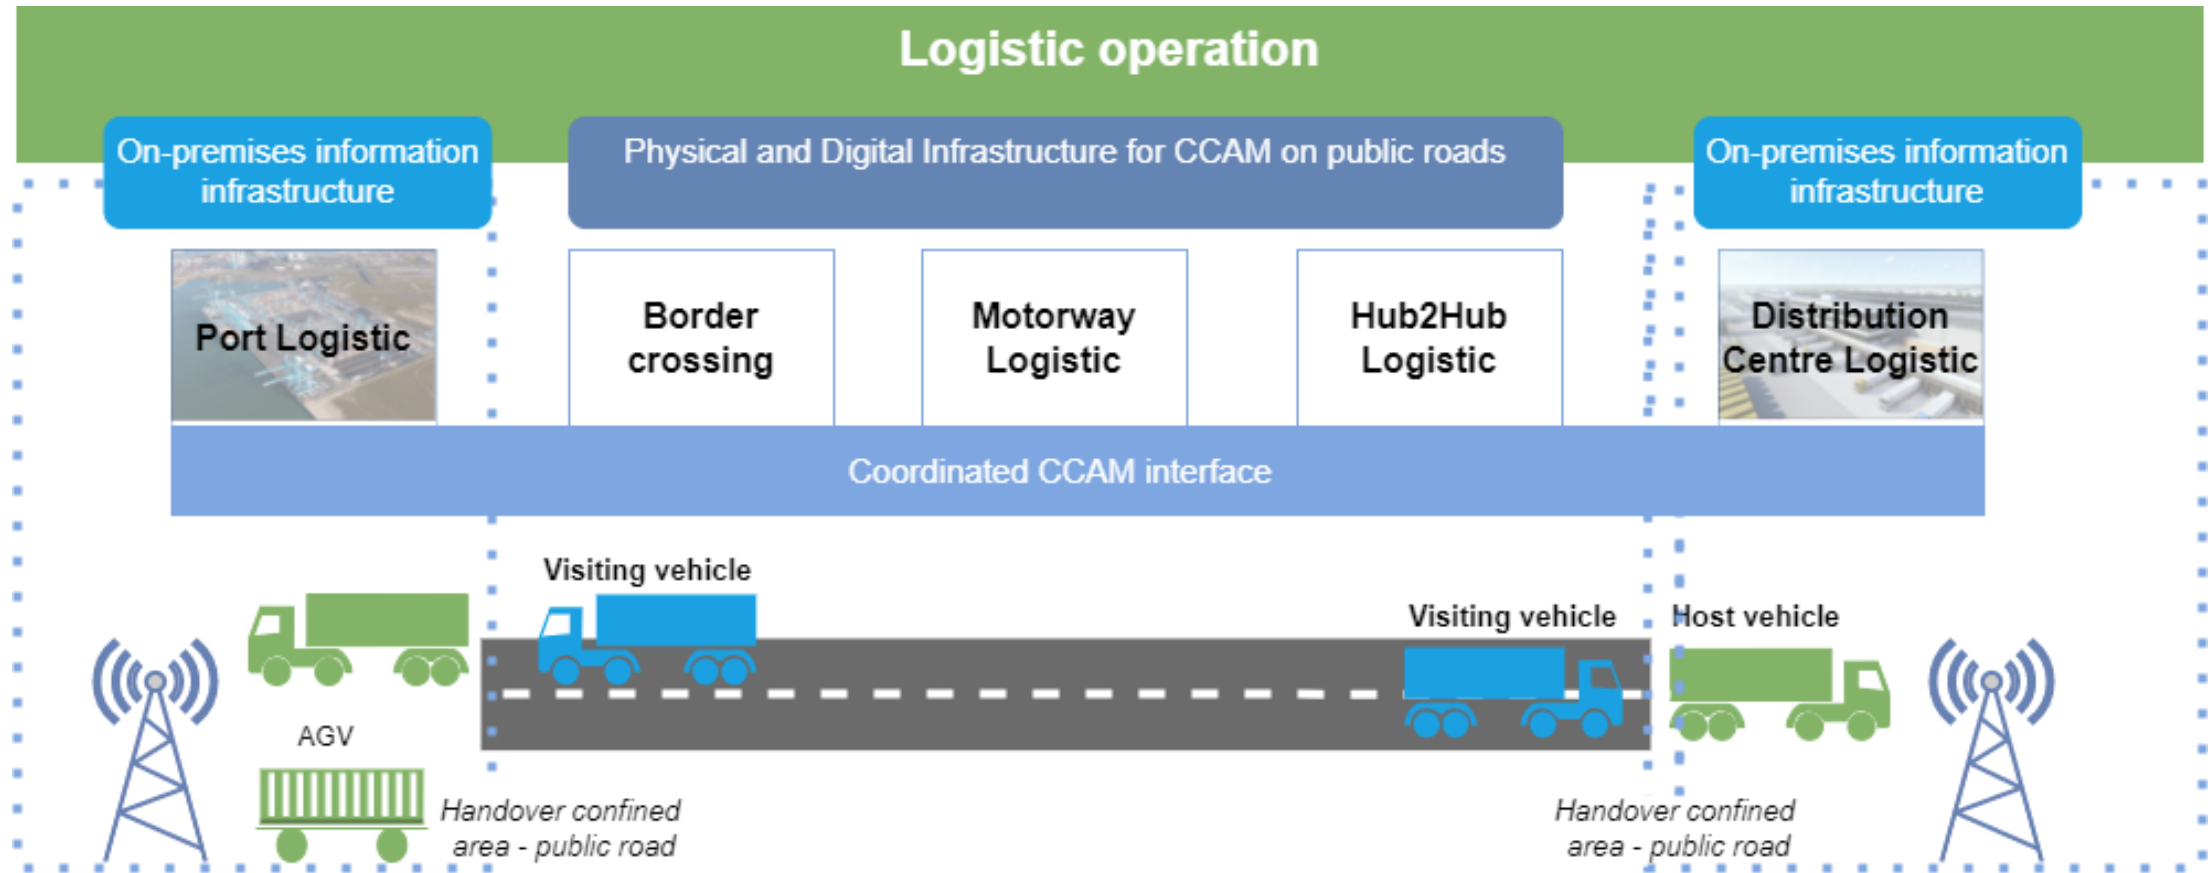 Logistic operation
On-premises information
infrastructure
Physical and Digital Infrastructure for CCAM on public roads
On-premises information
infrastructure
Port Logistic
Border
crossing
Motorway
Logistic
Hub2Hub
Logistic
Distribution
Centre Logistic
Coordinated CCAM interface
Visiting vehicle
Visiting vehicle
Host vehicle
AGV
Handover confined
area - public road
Handover confined
area - public road